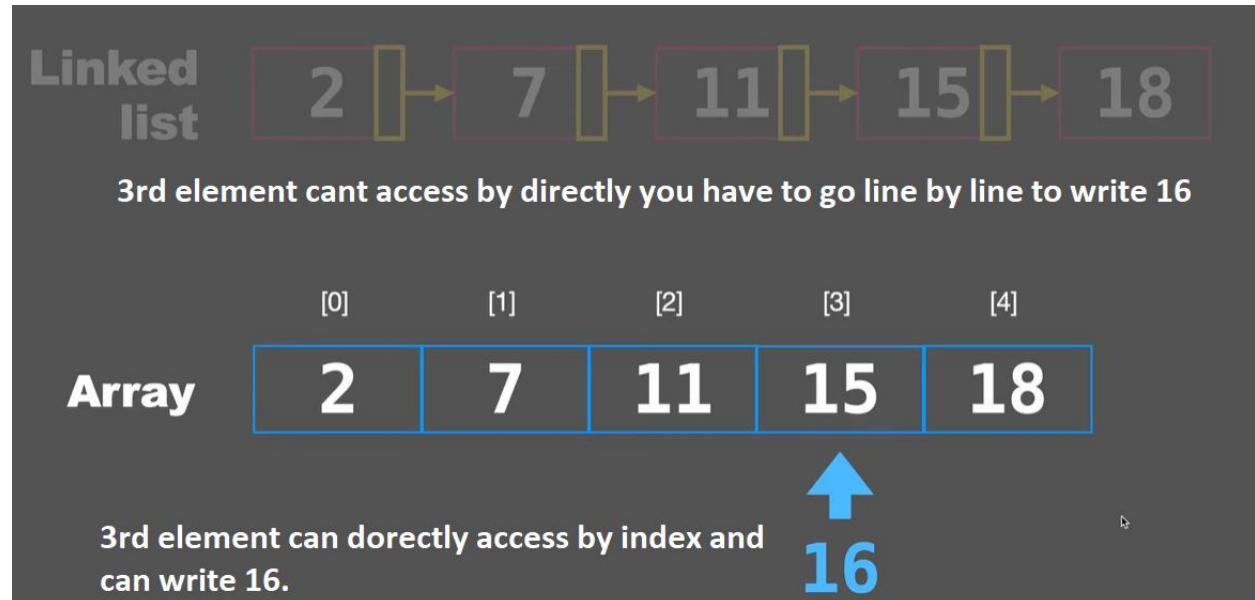 Linked
list
2 7 11 15 18
3rd element cant access by directly you have to go line by line to write 16
[0] [1] [2] [3] [4]
Array 2 7 11 15 18
3rd element can dorectly access by index and
can write 16.
16